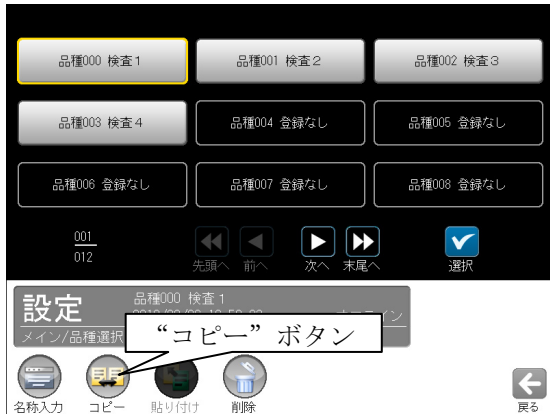 品種000 検査1
品種001 検査2
品種002 検査3
品種003 検査4
品種004 登録なし
品種005 登録なし
品種006 登録なし
品種007 登録なし
品種008 登録なし
001
012
先頭へ
前へ
次へ
末尾へ
選択
設定
品種000 検査1
メイン/品種選択
“コピー”ボタン
名称入力
コピー
貼り付け
削除
戻る